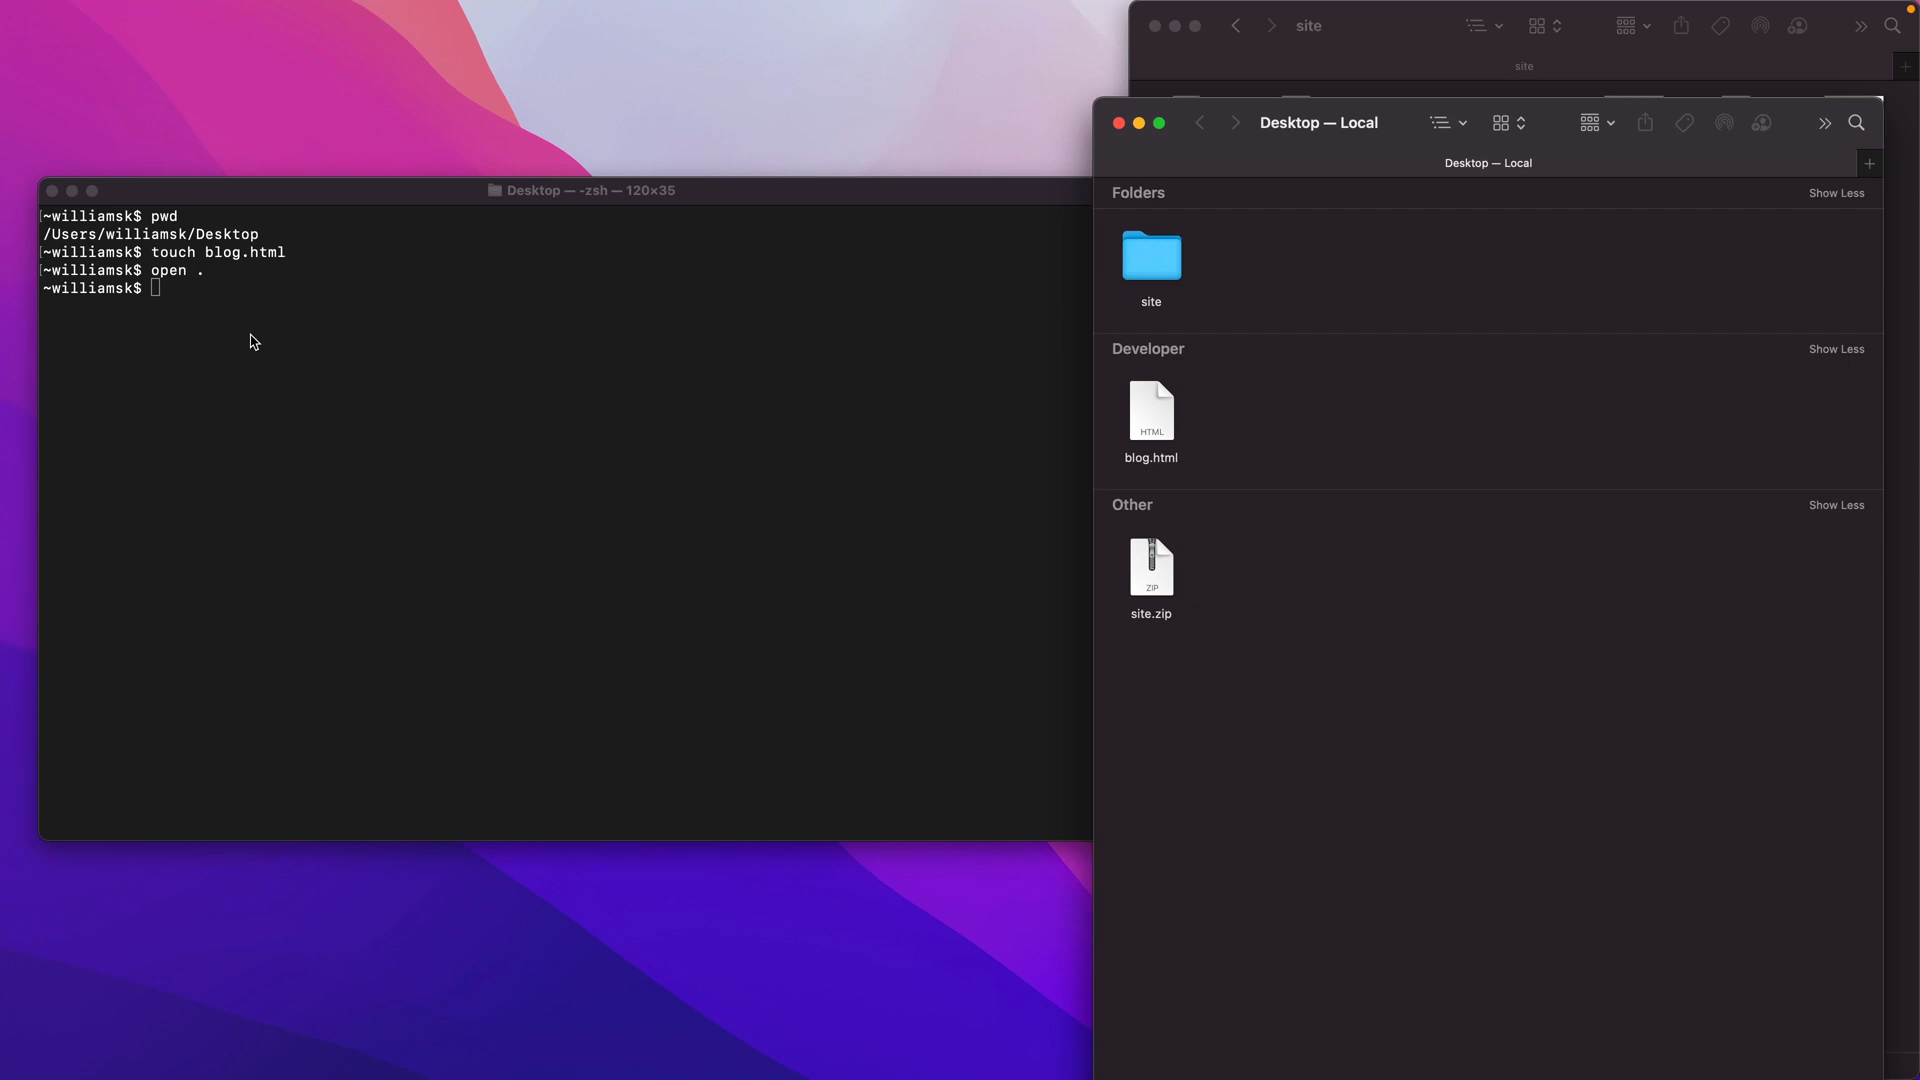 site
site
Desktop — Local
Desktop — Local
Desktop — -zsh — 120×35
[~williamsk$ pwd
/Users/williamsk/Desktop
[~williamsk$ touch blog.html
[~williamsk$ open .
~williamsk$
Folders
Show Less
site
Developer
Show Less
HTML
blog.html
Other
Show Less
ZIP
site.zip